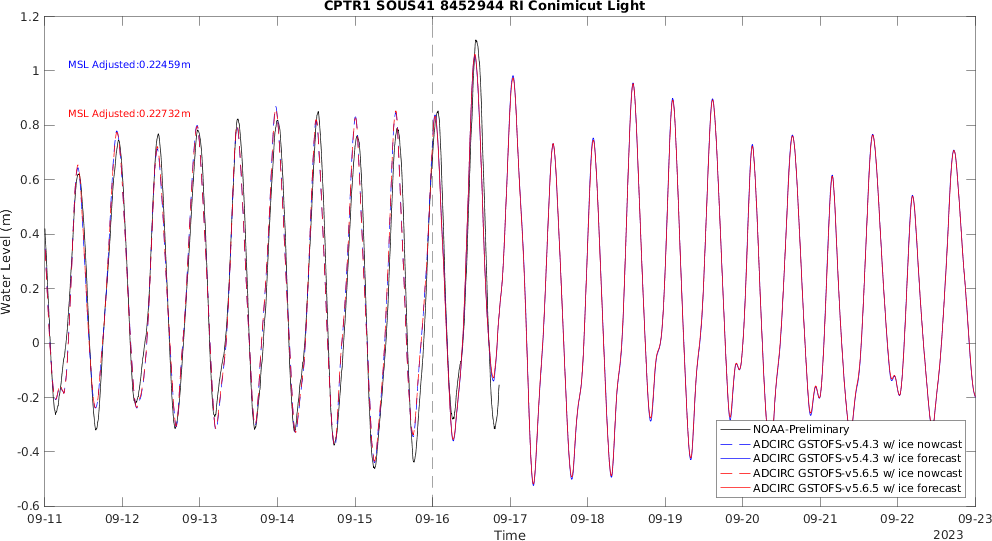 CPTR1 SOUS41 8452944 RI Conimicut Light
1.2
1
0.8
0.6
0.4
0.2
0
-0.2
-0.4
-0.6
Water Level (m)
MSL Adjusted:0.22459m
MSL Adjusted:0.22732m
NOAA-Preliminary
ADCIRC GSTOFS-v5.4.3 w/ ice nowcast
ADCIRC GSTOFS-v5.4.3 w/ ice forecast
ADCIRC GSTOFS-v5.6.5 w/ ice nowcast
ADCIRC GSTOFS-v5.6.5 w/ ice forecast
09-11 09-12 09-13 09-14 09-15 09-16 09-17 09-18 09-19 09-20 09-21 09-22 09-23
Time
2023